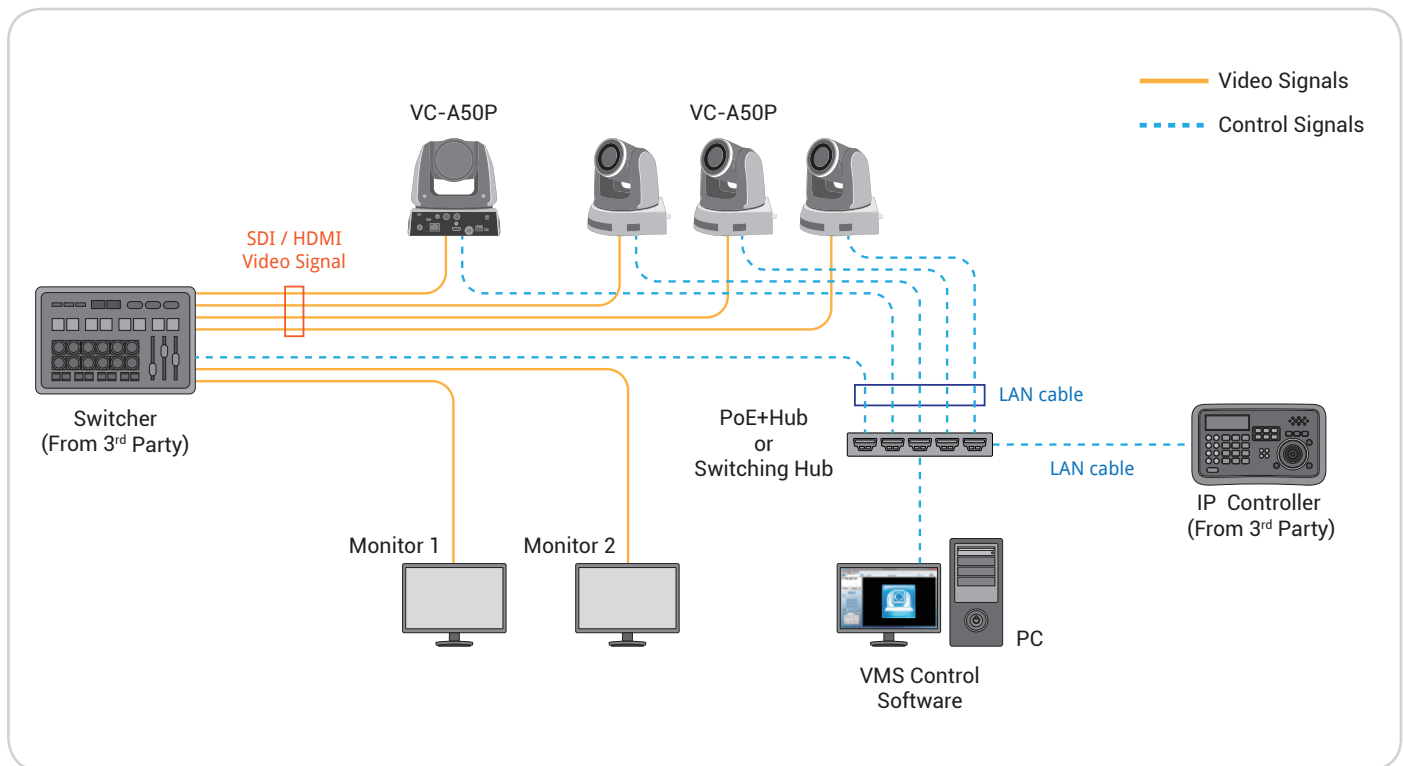 Video Signals
Control Signals
VC-A50P
VC-A50P
SDI / HDMI
Video Signal
Switcher
(From 3rd Party)
LAN cable
PoE+Hub
or
Switching Hub
LAN cable
IP Controller
(From 3rd Party)
Monitor 1
Monitor 2
PC
VMS Control
Software